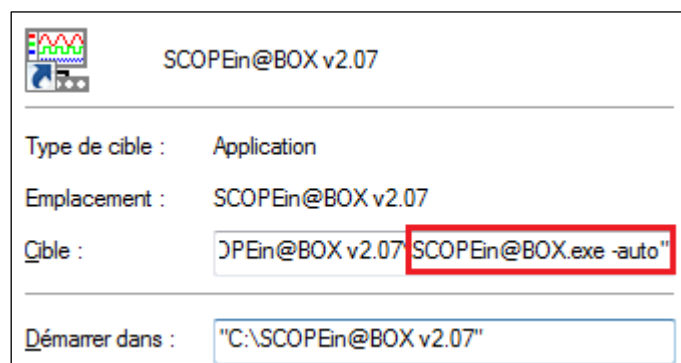 SCOPEin@BOX v2.07
Type de cible : Application
Emplacement : SCOPEin@BOX v2.07
Cible : OPEin@BOX v2.07\SCOPEin@BOX.exe -auto"
Démarrer dans : "C:\SCOPEin@BOX v2.07"